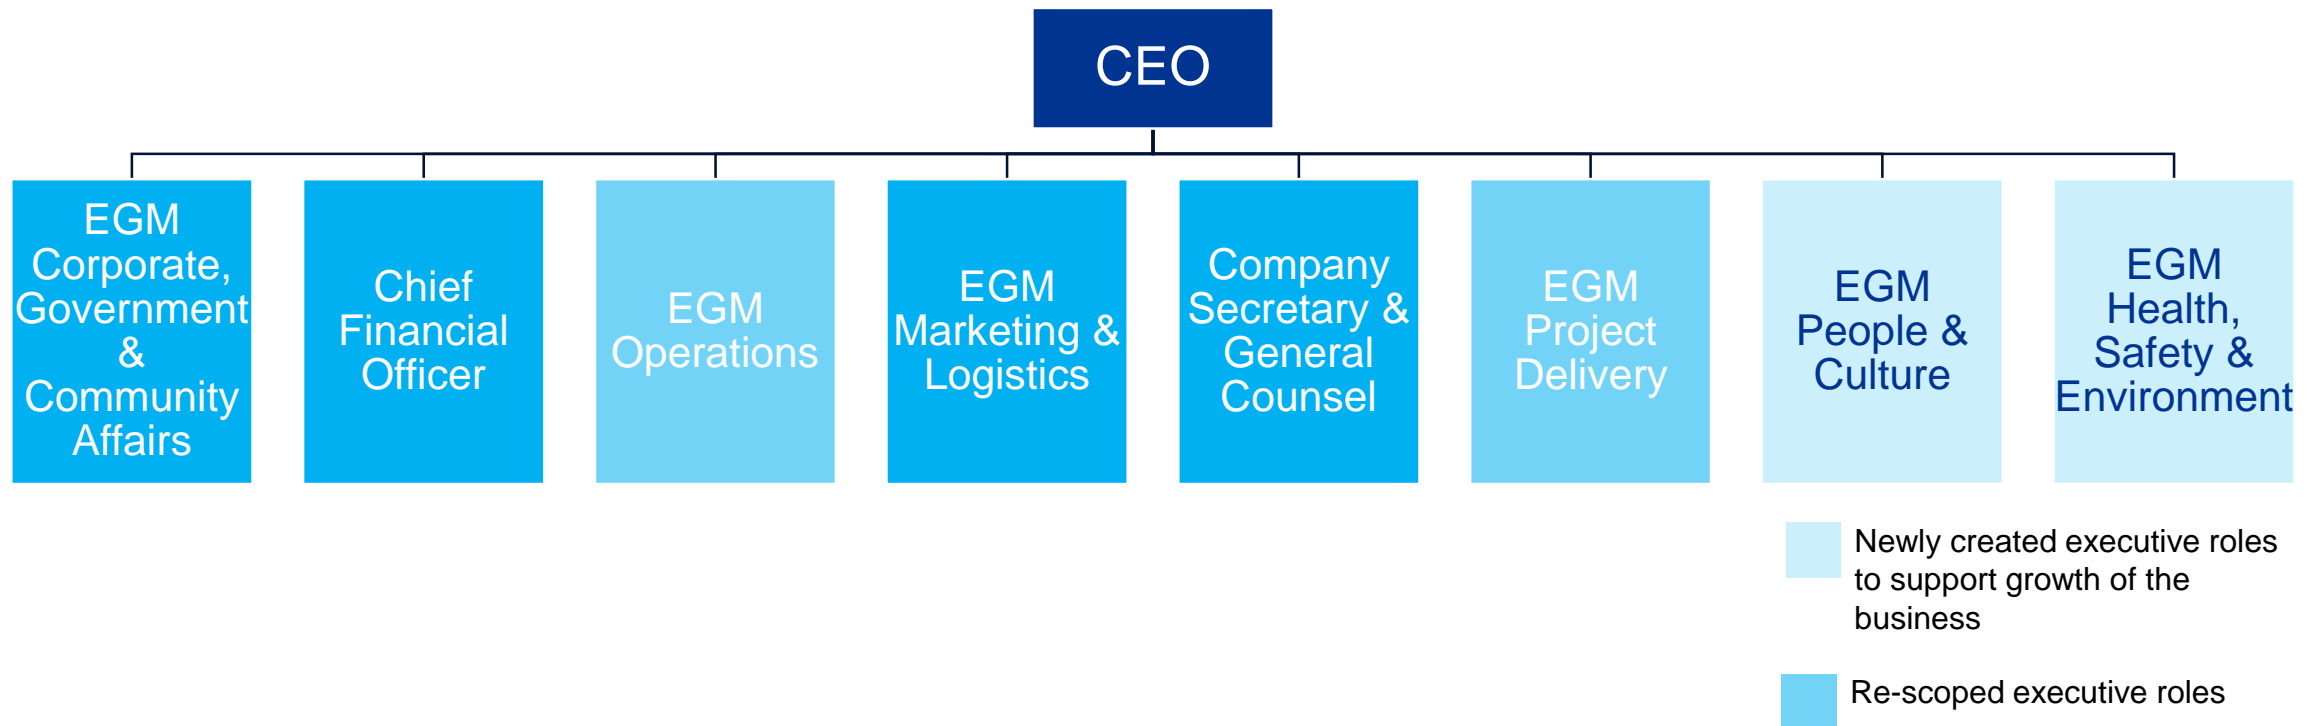 CEO
EGM
Corporate,
Government
&
Community
Affairs
Chief
Financial
Officer
EGM
Operations
EGM
Marketing &
Logistics
Company
Secretary &
General
Counsel
EGM
Project
Delivery
EGM
People &
Culture
EGM
Health,
Safety &
Environment
Newly created executive roles
to support growth of the
business
Re-scoped executive roles